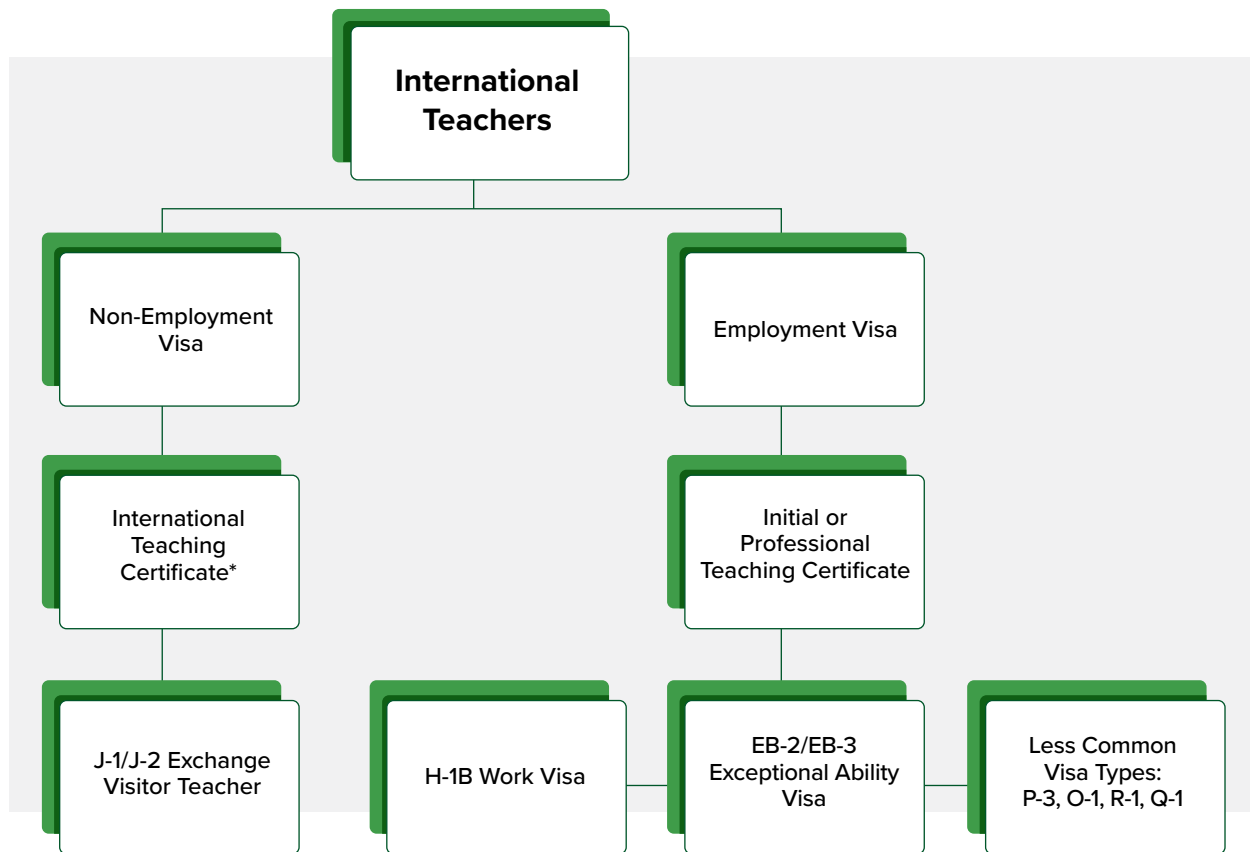 International
Teachers
Non-Employment
Visa
Employment Visa
International
Teaching
Certificate*
Initial or
Professional
Teaching Certificate
J-1/J-2 Exchange
Visitor Teacher
H-1B Work Visa
EB-2/EB-3
Exceptional Ability
Visa
Less Common
Visa Types:
P-3, O-1, R-1, Q-1